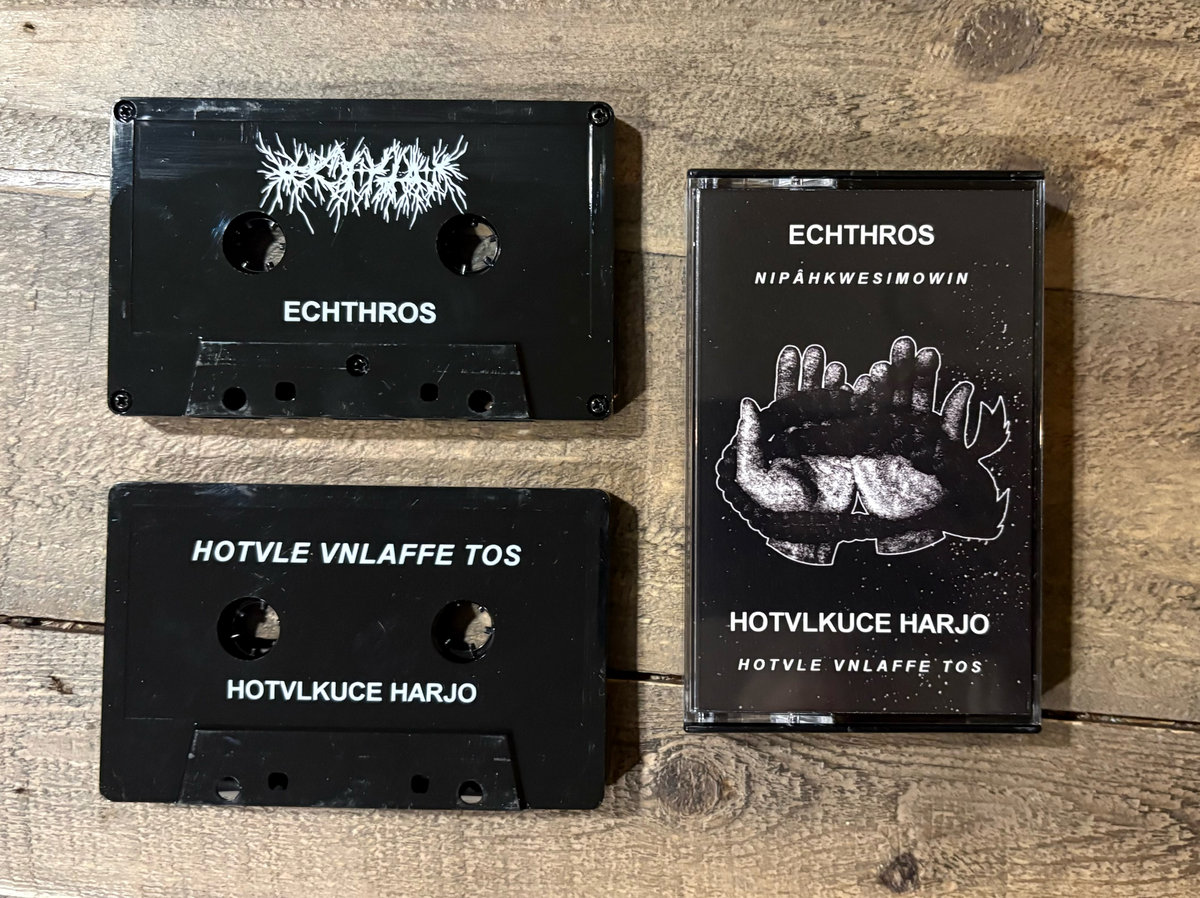 ECHTHROS
HOTVLE VNLAFFE TOS
HOTVLKUCE HARJO
ECHTHROS
NIPÂHKWESIMOWIN
HOTVLKUCE HARJO
HOTVLE VNLAFFE TOS